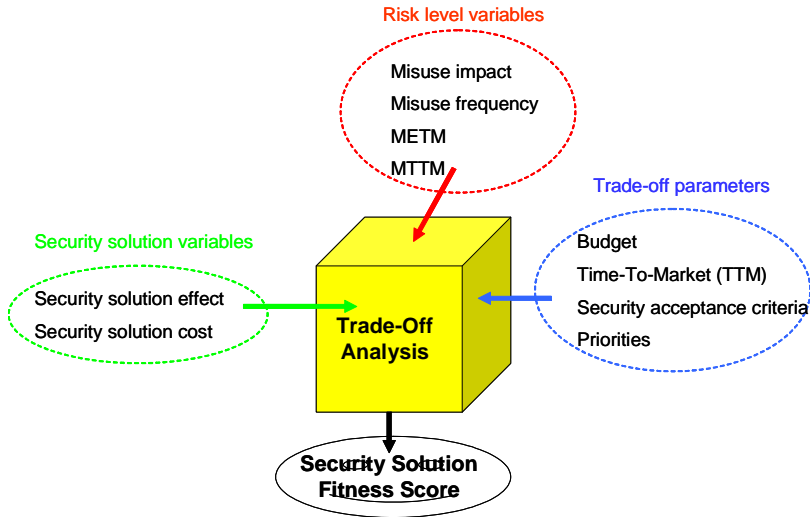 Risk level variables
Misuse impact
Misuse frequency
METM
MTTM
Trade-off parameters
Budget
Time-To-Market (TTM)
Security acceptance criteria
Priorities
Security solution variables
Security solution effect
Security solution cost
Trade-Off
Analysis
Security Solution
Fitness Score